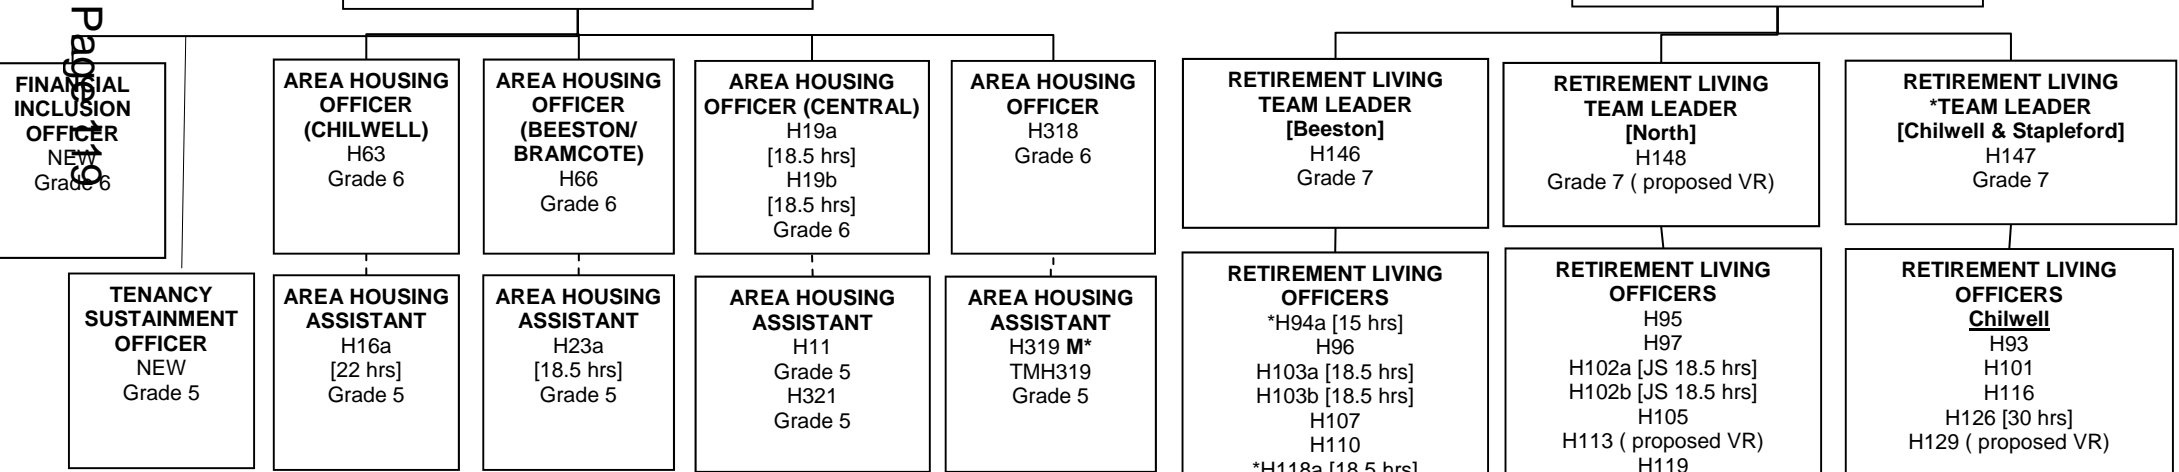 Page 119
FINANCIAL
INCLUSION
OFFICER
NEW
Grade 6
AREA HOUSING
OFFICER
(CHILWELL)
H63
Grade 6
AREA HOUSING
OFFICER
(BEESTON/
BRAMCOTE)
H66
Grade 6
AREA HOUSING
OFFICER (CENTRAL)
H19a
[18.5 hrs]
H19b
[18.5 hrs]
Grade 6
AREA HOUSING
OFFICER
H318
Grade 6
RETIREMENT LIVING
TEAM LEADER
[Beeston]
H146
Grade 7
RETIREMENT LIVING
TEAM LEADER
[North]
H148
Grade 7 ( proposed VR)
RETIREMENT LIVING
*TEAM LEADER
[Chilwell & Stapleford]
H147
Grade 7
TENANCY
SUSTAINMENT
OFFICER
NEW
Grade 5
AREA HOUSING
ASSISTANT
H16a
[22 hrs]
Grade 5
AREA HOUSING
ASSISTANT
H23a
[18.5 hrs]
Grade 5
AREA HOUSING
ASSISTANT
H11
Grade 5
H321
Grade 5
AREA HOUSING
ASSISTANT
H319 M*
TMH319
Grade 5
RETIREMENT LIVING
OFFICERS
*H94a [15 hrs]
H96
H103a [18.5 hrs]
H103b [18.5 hrs]
H107
H110
*H118a [18.5 hrs]
RETIREMENT LIVING
OFFICERS
H95
H97
H102a [JS 18.5 hrs]
H102b [JS 18.5 hrs]
H105
H113 ( proposed VR)
H119
RETIREMENT LIVING
OFFICERS
Chilwell
H93
H101
H116
H126 [30 hrs]
H129 ( proposed VR)